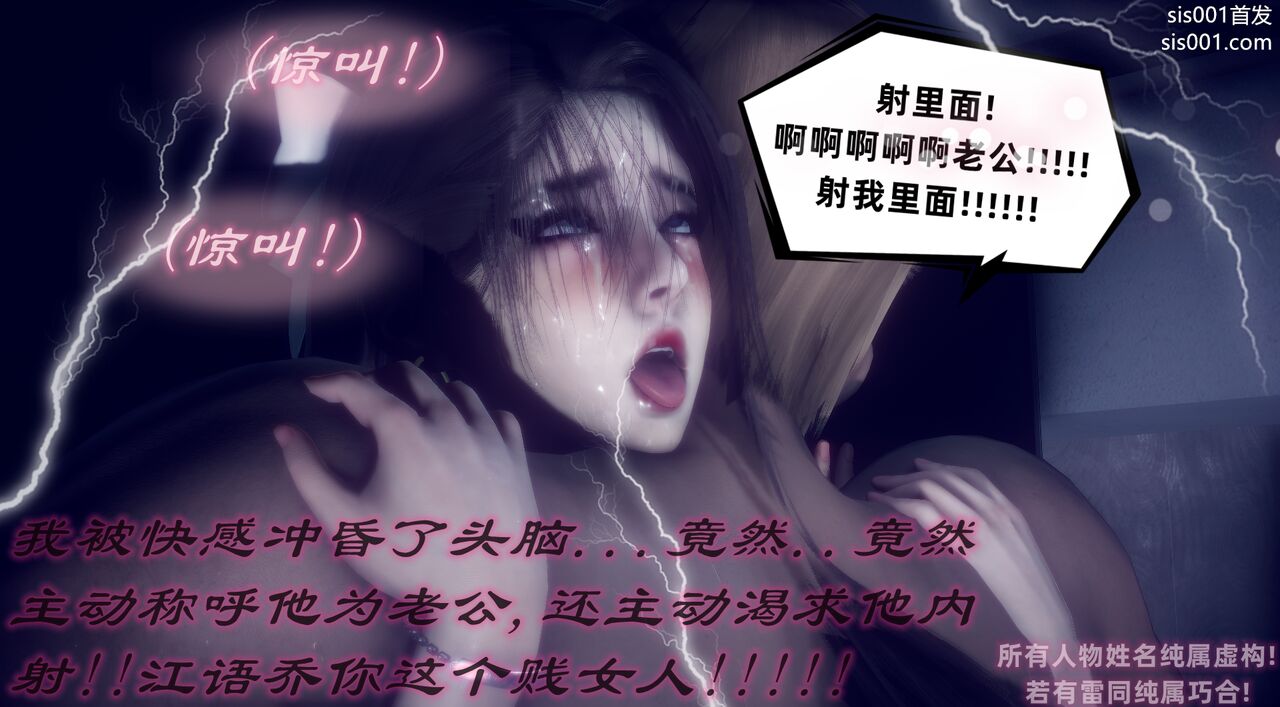 sis001首发
sis001.com
(惊叫!)
射里面!
啊啊啊啊啊老公!!!!!
射我里面!!!!!!
(惊叫!)
我被快感冲昏了头脑...竟然..竟然
主动称呼他为老公,还主动渴求他内
射!!江语乔你这个贱女人!!!!!
所有人物姓名纯属虚构!
若有雷同纯属巧合!